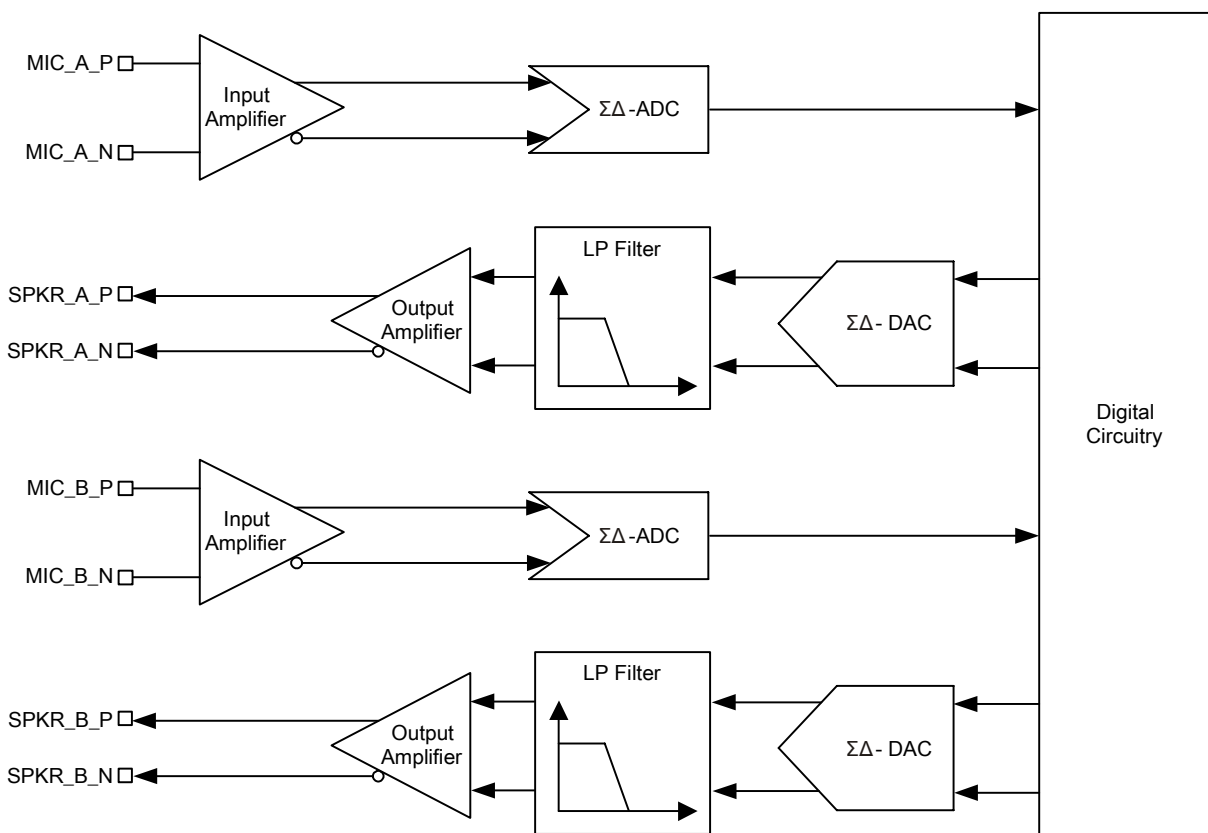 MIC_A_P
MIC_A_N
Input
Amplifier
ΣΔ-ADC
SPKR_A_P
SPKR_A_N
Output
Amplifier
LP Filter
ΣΔ- DAC
Digital
Circuitry
MIC_B_P
MIC_B_N
Input
Amplifier
ΣΔ-ADC
SPKR_B_P
SPKR_B_N
Output
Amplifier
LP Filter
ΣΔ- DAC